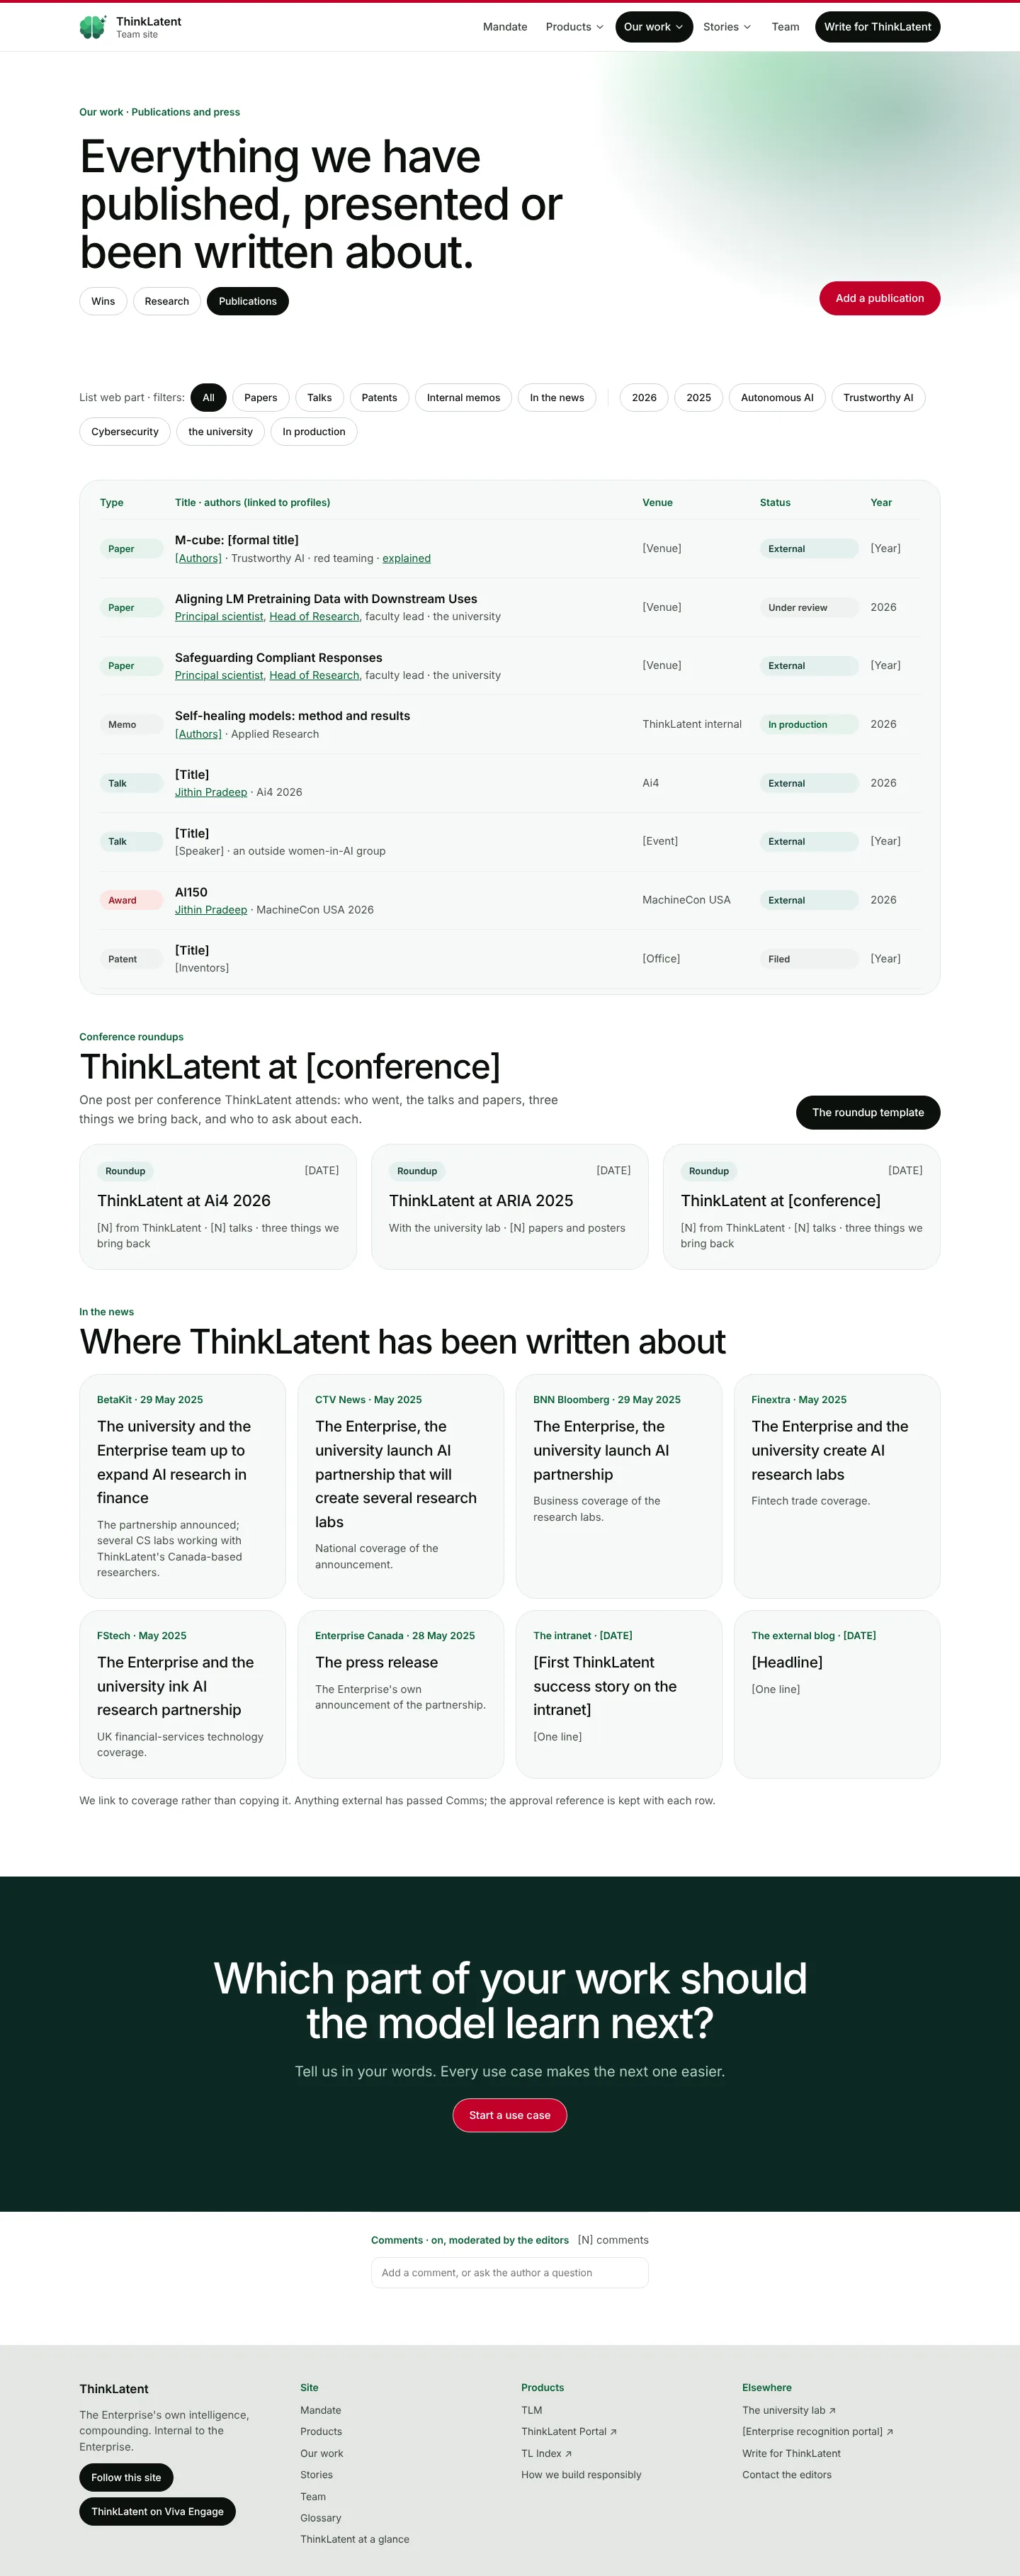 ThinkLatent
Team site
Mandate
Products
Our work
Stories
Team
Write for ThinkLatent
Our work · Publications and press
Everything we have
published, presented or
been written about.
Wins
Research
Publications
Add a publication
List web part · filters:
All
Papers
Talks
Patents
Internal memos
In the news
2026
2025
Autonomous AI
Trustworthy AI
Cybersecurity
the university
In production
Type
Title · authors (linked to profiles)
Venue
Status
Year
Paper
M-cube: [formal title]
[Authors] · Trustworthy AI · red teaming · explained
[Venue]
External
[Year]
Paper
Aligning LM Pretraining Data with Downstream Uses
Principal scientist, Head of Research, faculty lead · the university
[Venue]
Under review
2026
Paper
Safeguarding Compliant Responses
Principal scientist, Head of Research, faculty lead · the university
[Venue]
External
[Year]
Memo
Self-healing models: method and results
[Authors] · Applied Research
ThinkLatent internal
In production
2026
Talk
[Title]
Jithin Pradeep · Ai4 2026
Ai4
External
2026
Talk
[Title]
[Speaker] · an outside women-in-AI group
[Event]
External
[Year]
Award
AI150
Jithin Pradeep · MachineCon USA 2026
MachineCon USA
External
2026
Patent
[Title]
[Inventors]
[Office]
Filed
[Year]
Conference roundups
ThinkLatent at [conference]
One post per conference ThinkLatent attends: who went, the talks and papers, three
things we bring back, and who to ask about each.
The roundup template
Roundup
[DATE]
ThinkLatent at Ai4 2026
[N] from ThinkLatent · [N] talks · three things we
bring back
Roundup
[DATE]
ThinkLatent at ARIA 2025
With the university lab · [N] papers and posters
Roundup
[DATE]
ThinkLatent at [conference]
[N] from ThinkLatent · [N] talks · three things we
bring back
In the news
Where ThinkLatent has been written about
BetaKit · 29 May 2025
The university and the
Enterprise team up to
expand AI research in
finance
The partnership announced;
several CS labs working with
ThinkLatent's Canada-based
researchers.
CTV News · May 2025
The Enterprise, the
university launch AI
partnership that will
create several research
labs
National coverage of the
announcement.
BNN Bloomberg · 29 May 2025
The Enterprise, the
university launch AI
partnership
Business coverage of the
research labs.
Finextra · May 2025
The Enterprise and the
university create AI
research labs
Fintech trade coverage.
FStech · May 2025
The Enterprise and the
university ink AI
research partnership
UK financial-services technology
coverage.
Enterprise Canada · 28 May 2025
The press release
The Enterprise's own
announcement of the partnership.
The intranet · [DATE]
[First ThinkLatent
success story on the
intranet]
[One line]
The external blog · [DATE]
[Headline]
[One line]
We link to coverage rather than copying it. Anything external has passed Comms; the approval reference is kept with each row.
Which part of your work should
the model learn next?
Tell us in your words. Every use case makes the next one easier.
Start a use case
Comments · on, moderated by the editors
[N] comments
Add a comment, or ask the author a question
ThinkLatent
The Enterprise's own intelligence,
compounding. Internal to the
Enterprise.
Follow this site
ThinkLatent on Viva Engage
Site
Mandate
Products
Our work
Stories
Team
Glossary
ThinkLatent at a glance
Products
TLM
ThinkLatent Portal ↗
TL Index ↗
How we build responsibly
Elsewhere
The university lab ↗
[Enterprise recognition portal] ↗
Write for ThinkLatent
Contact the editors